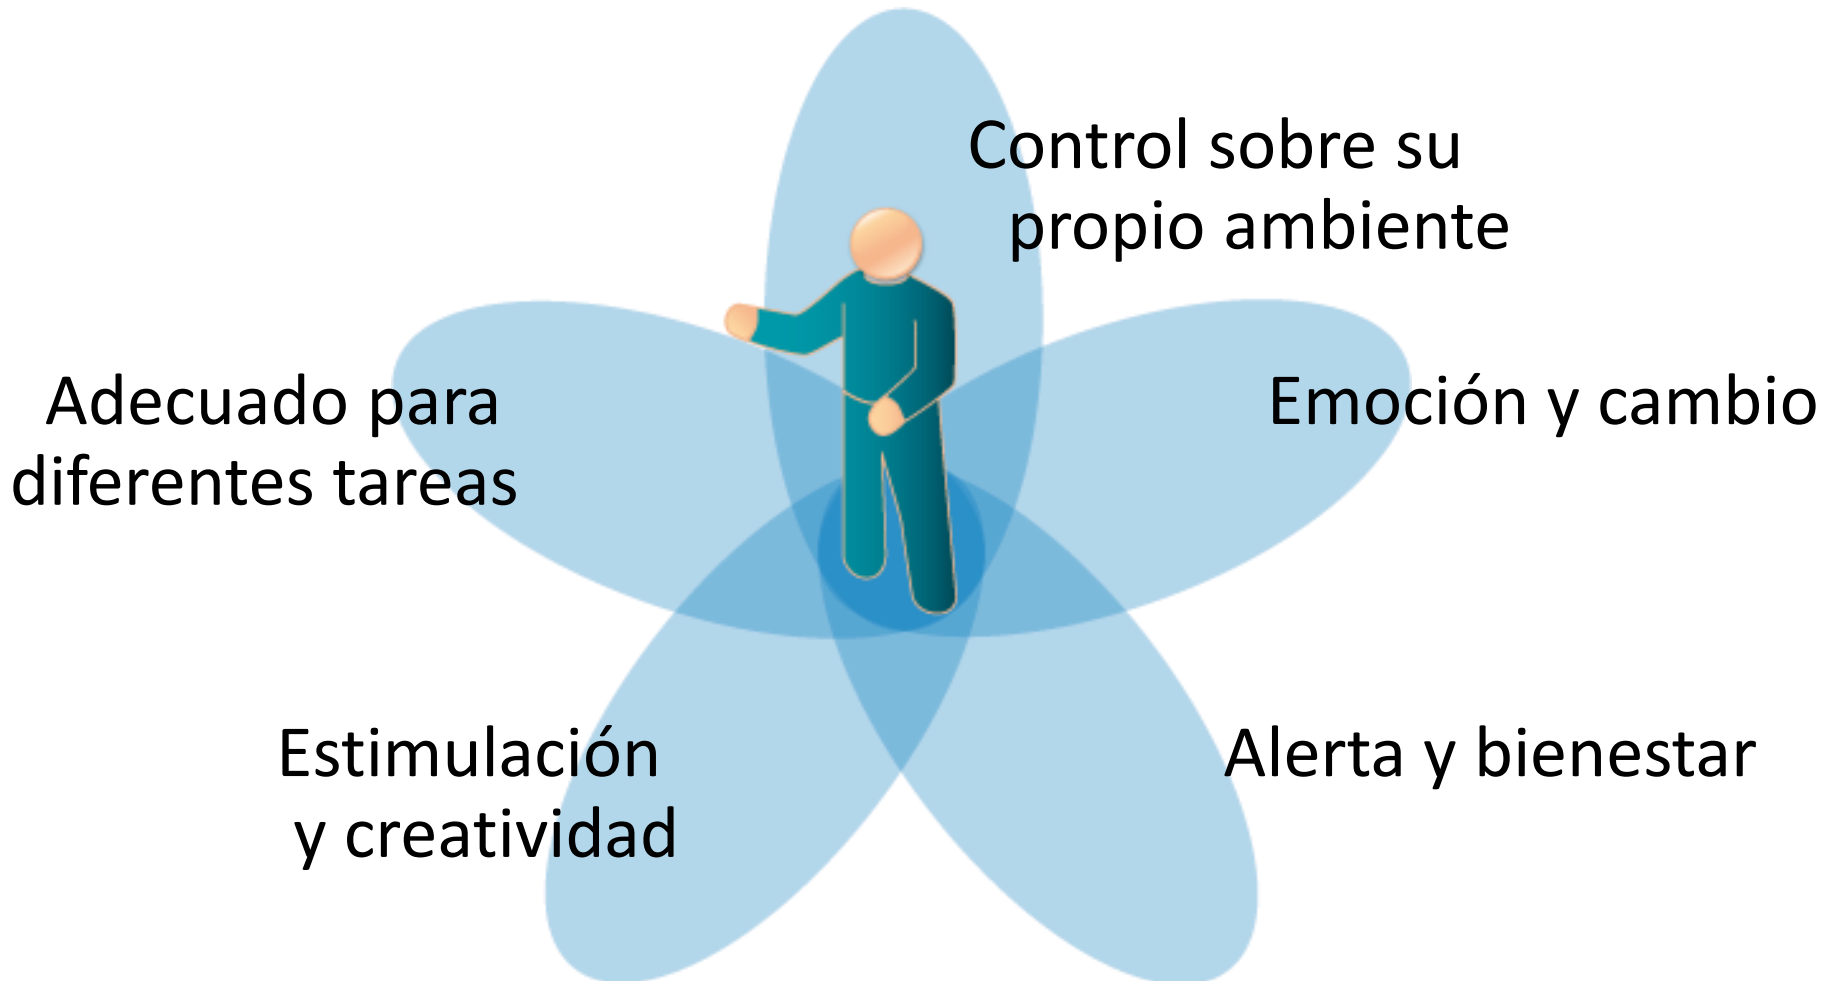 Control sobre su
propio ambiente
Adecuado para
diferentes tareas
Emoción y cambio
Estimulación
y creatividad
Alerta y bienestar